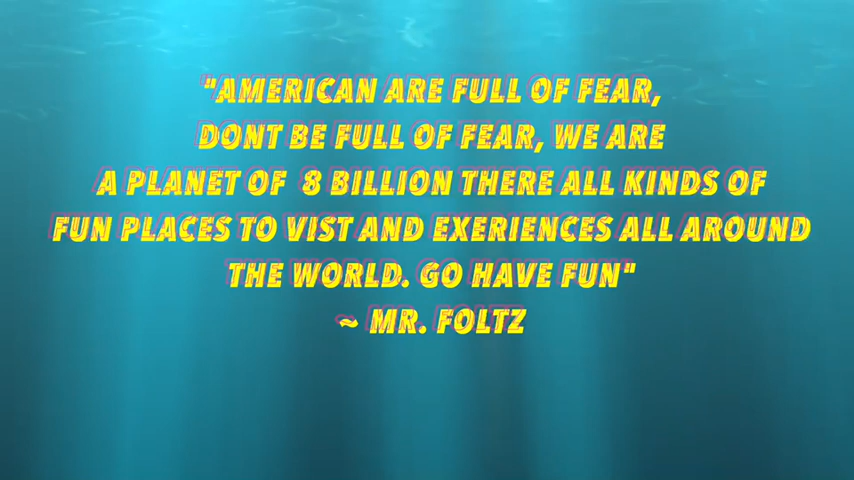 "AMERICAN ARE FULL OF FEAR,
DONT BE FULL OF FEAR, WE ARE
A PLANET OF 8 BILLION THERE ALL KINDS OF
FUN PLACES TO VIST AND EXERIENCES ALL AROUND
THE WORLD. GO HAVE FUN"
~ MR. FOLTZ